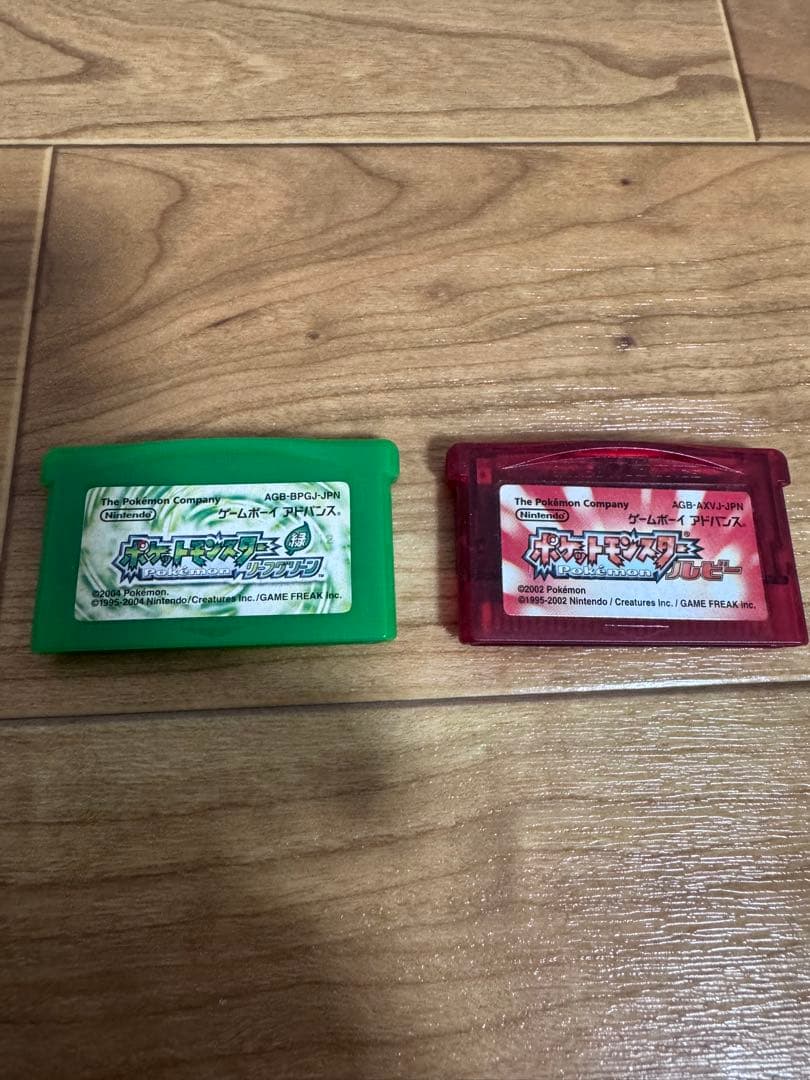 The Pokémon Company
AGB-BPGJ-JPN
Nintendo
ゲームボーイ アドバンス®
ポケットモンスター
緑
2
Pokémon
リーフグリーン™
©2004 Pokémon.
©1995-2004 Nintendo/Creatures Inc./GAME FREAK inc.
The Pokémon Company
AGB-AXVJ-JPN
Nintendo
ゲームボーイ アドバンス®
ポケットモンスター
Pokémon
ルビー
©2002 Pokémon
©1995-2002 Nintendo / Creatures Inc. / GAME FREAK inc.